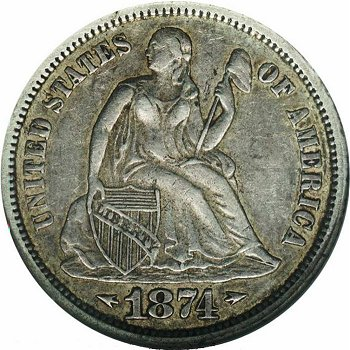 UNITED STATES OF AMERICA
LIBERTY
1874